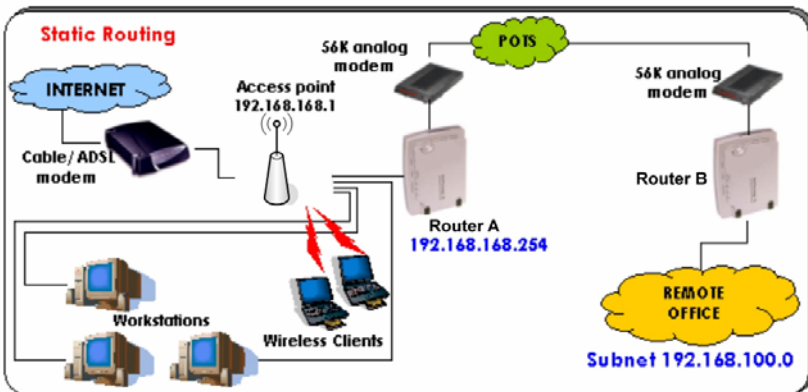 Static Routing
INTERNET
Cable/ADSL
modem
Access point
192.168.168.1
56K analog
modem
POTS
56K analog
modem
Router A
192.168.168.254
Router B
REMOTE
OFFICE
Subnet 192.168.100.0
Workstations
Wireless Clients